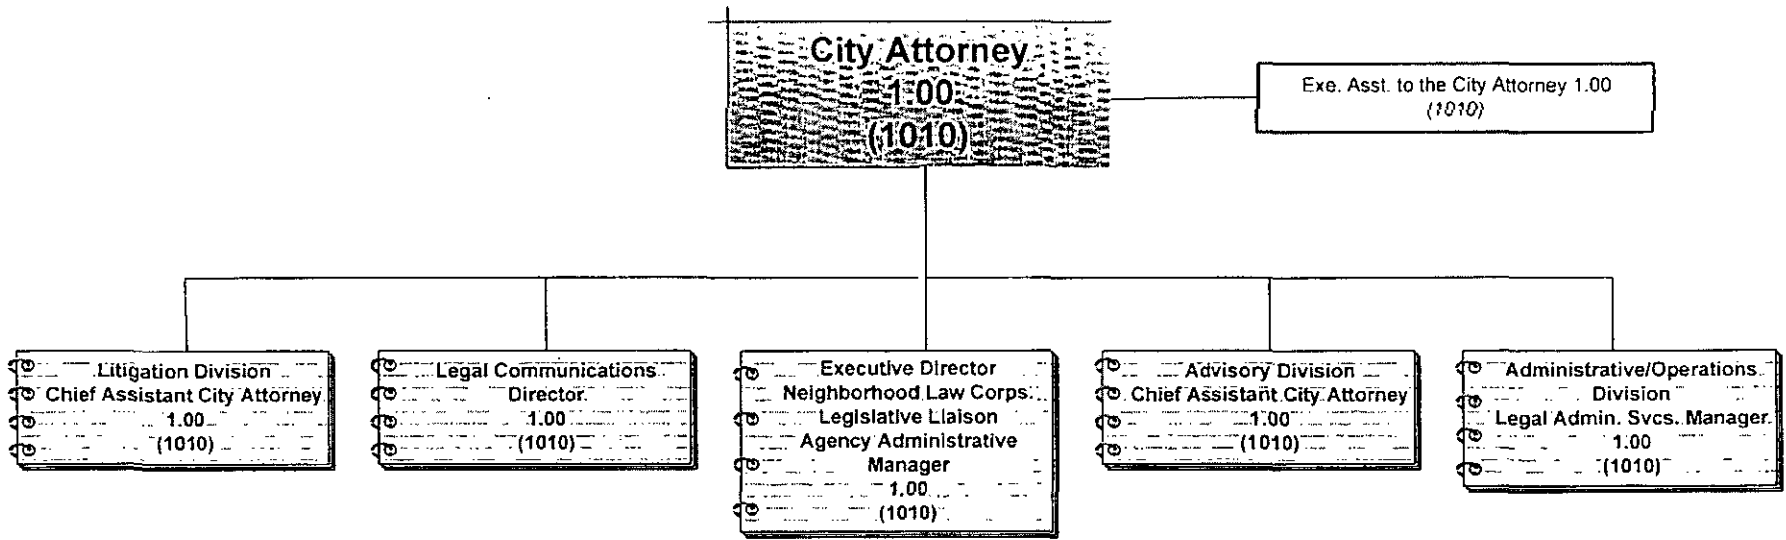 City Attorney
1.00
(1010)
Exe. Asst. to the City Attorney 1.00
(1010)
Litigation Division
Chief Assistant City Attorney
1.00
(1010)
Legal Communications
Director
1.00
(1010)
Executive Director
Neighborhood Law Corps
Legislative Liaison
Agency Administrative
Manager
1.00
(1010)
Advisory Division
Chief Assistant City Attorney
1.00
(1010)
Administrative/Operations
Division
Legal Admin. Svcs. Manager
1.00
(1010)